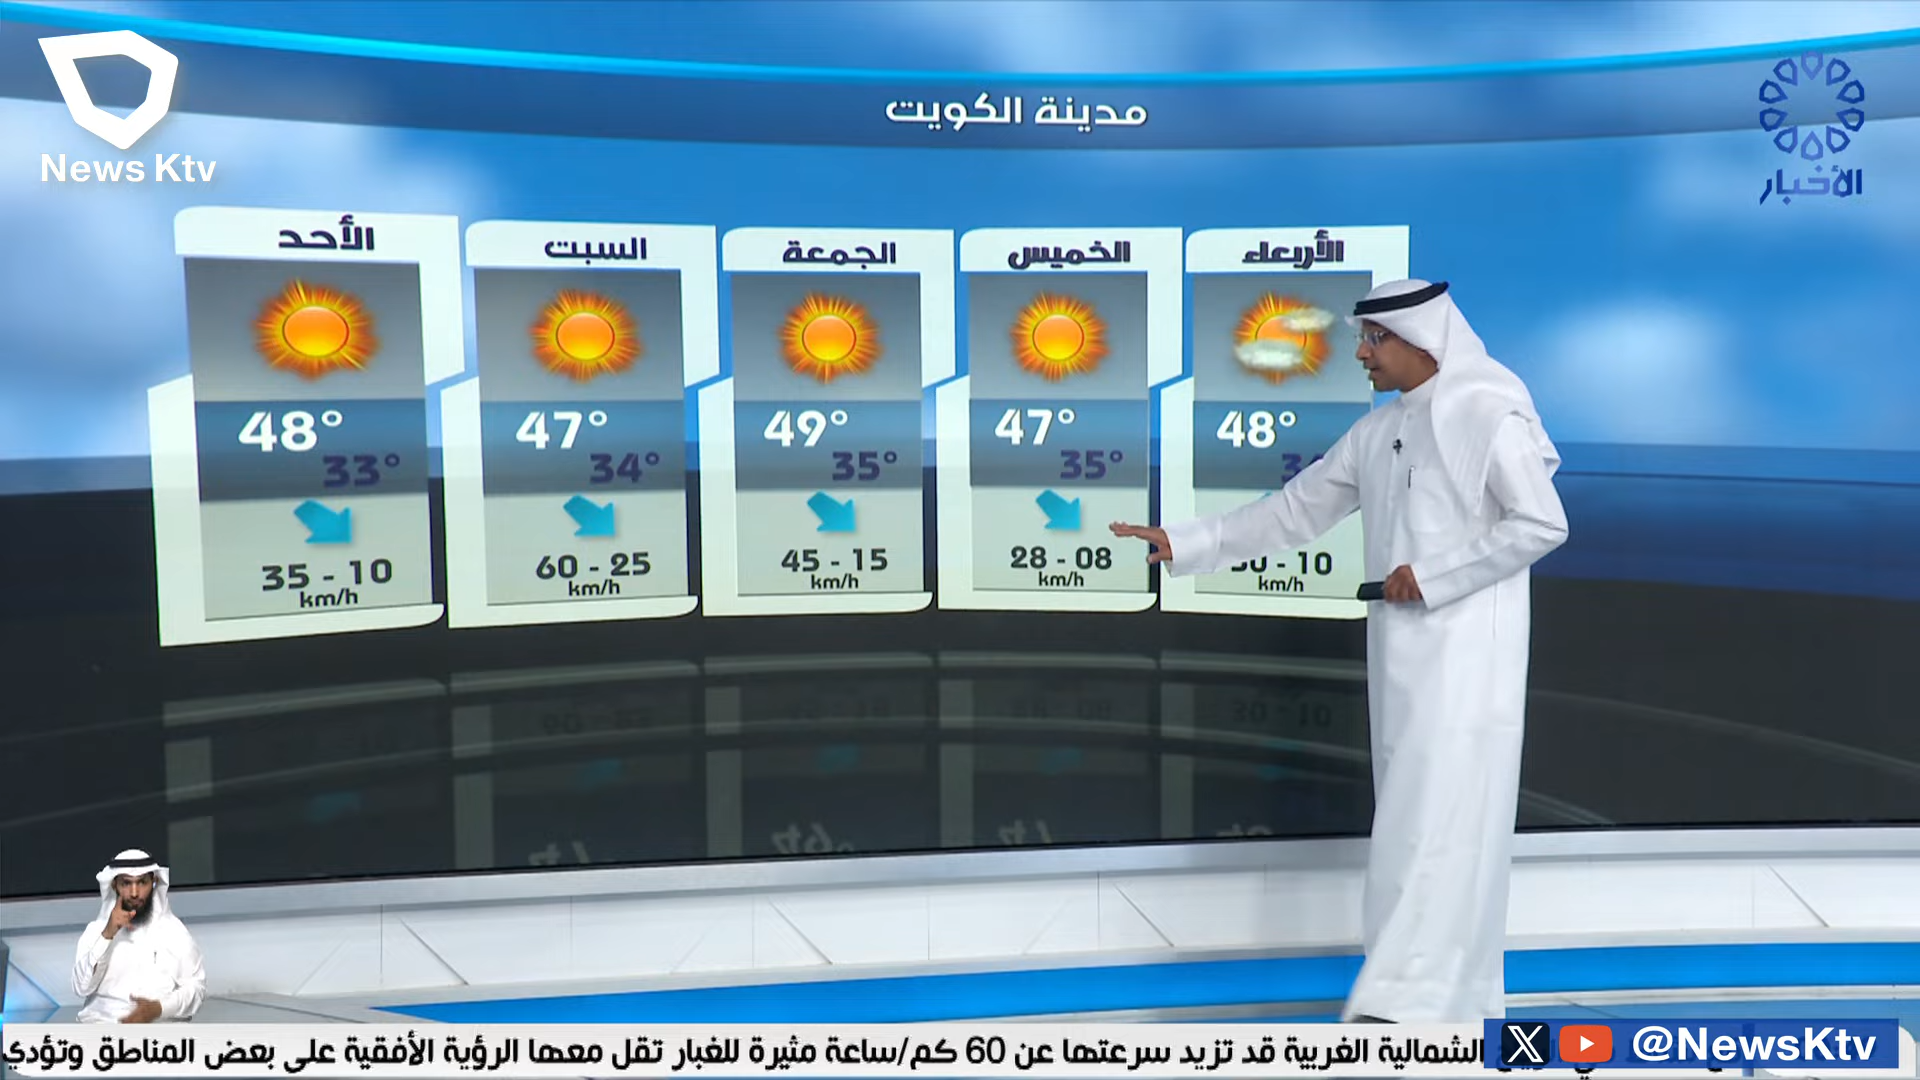 News Ktv
الأخبار
مدينة الكويت
الأربعاء
48°
10 -
km/h
الخميس
47°
35°
28 - 08
km/h
الجمعة
49°
35°
45 - 15
km/h
السبت
47°
34°
60 - 25
km/h
الأحد
48°
33°
35 - 10
km/h
الشمالية الغربية قد تزيد سرعتها عن 60 كم/ساعة مثيرة للغبار تقل معها الرؤية الأفقية على بعض المناطق وتؤدي
@NewsKtv